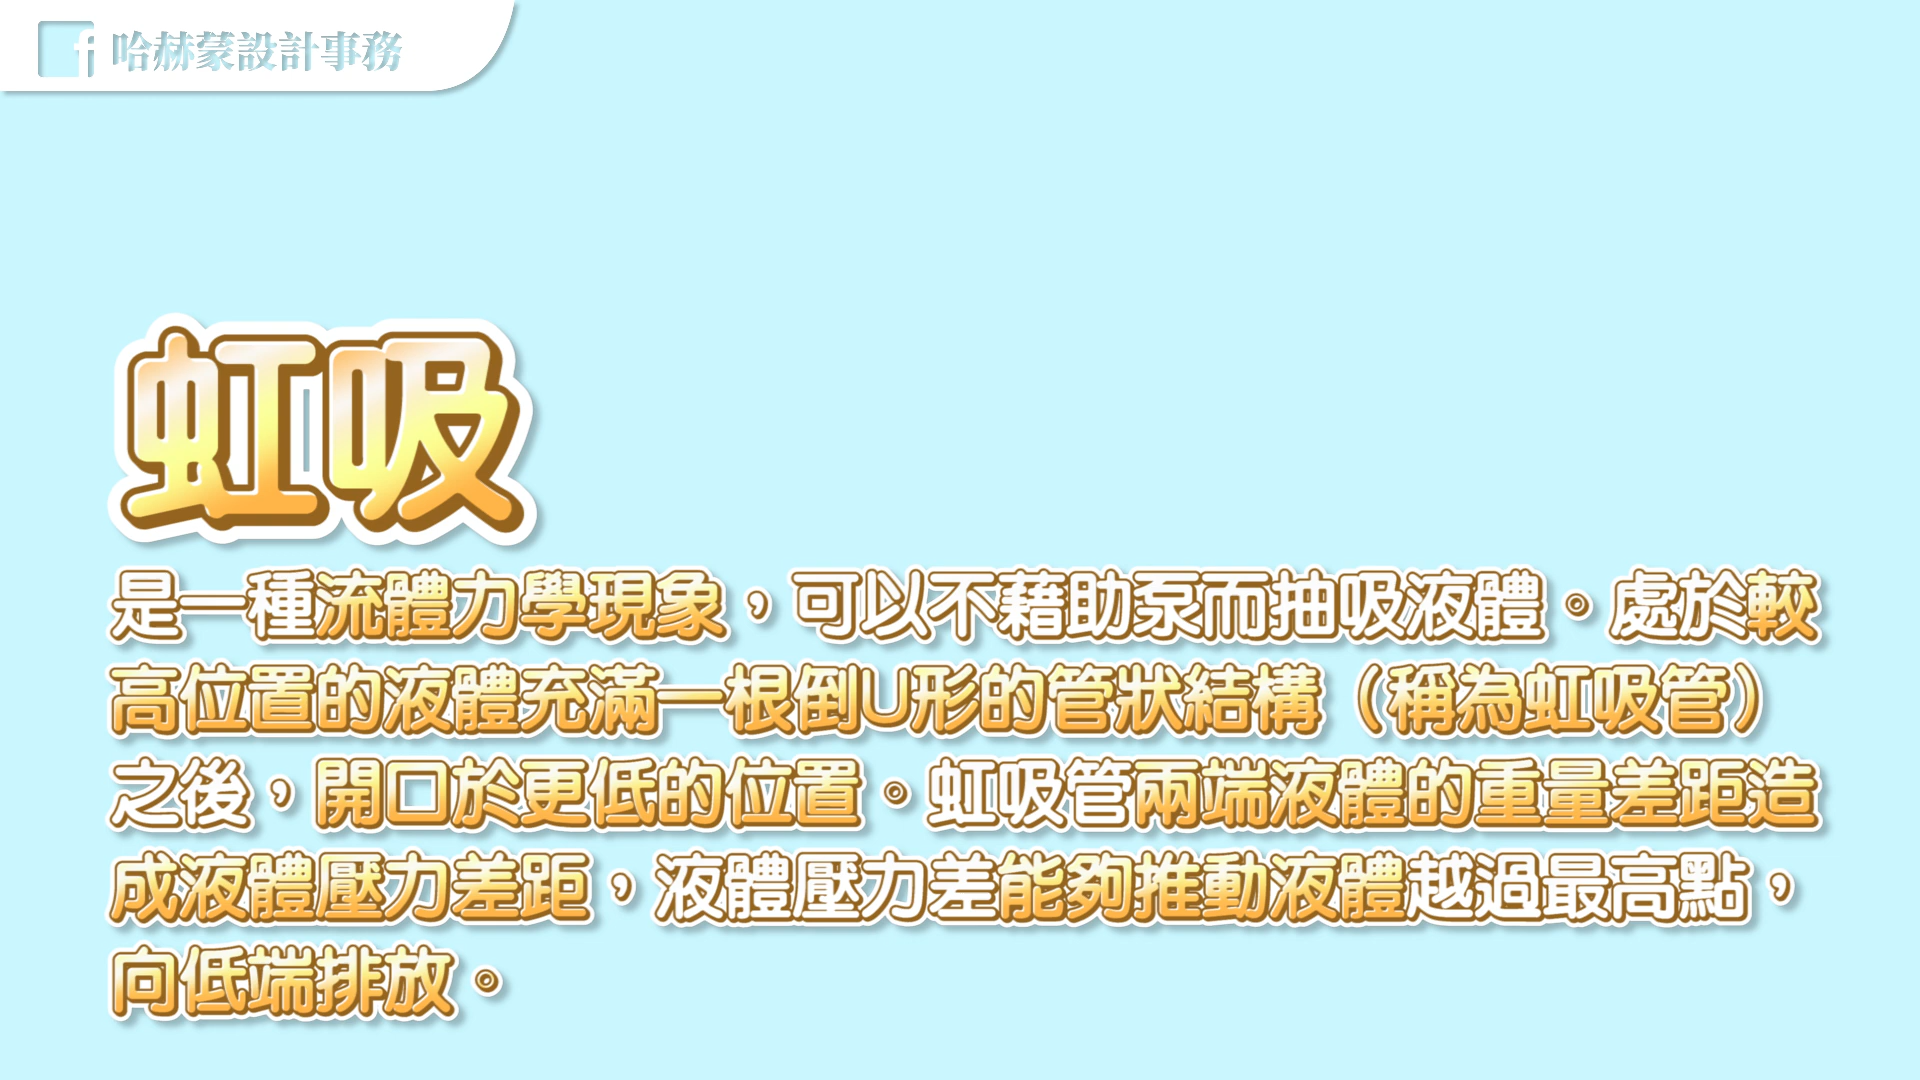 哈赫蒙設計事務
虹吸
是一種流體力學現象，可以不藉助泵而抽吸液體。處於較
高位置的液體充滿一根倒U形的管狀結構（稱為虹吸管）
之後，開口於更低的位置。虹吸管兩端液體的重量差距造
成液體壓力差距，液體壓力差能夠推動液體越過最高點，
向低端排放。